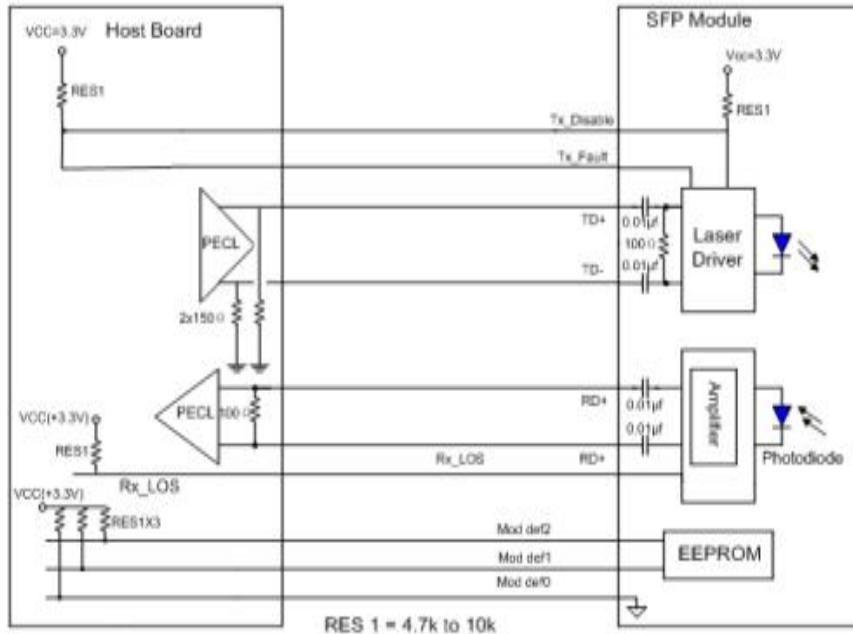 Host Board
SFP Module
VCC=3.3V
Vcc=3.3V
RES1
RES1
Tx_Disable
Tx_Fault
PECL
TD+
0.01µf
100Ω
Laser
Driver
TD-
0.01µf
2x150Ω
PECL
100Ω
RD+
0.01µf
Amplifier
0.01µf
VCC(+3.3V)
RES1
Rx_LOS
RD+
Photodiode
Rx_LOS
VCC(+3.3V)
RES1X3
Mod def2
EEPROM
Mod def1
Mod def0
RES 1 = 4.7k to 10k